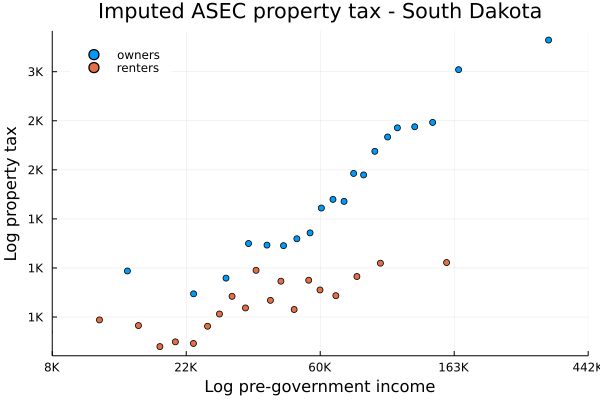 Imputed ASEC property tax - South Dakota
owners
renters
Log property tax
3K
2K
2K
1K
1K
1K
8K
22K
60K
163K
442K
Log pre-government income